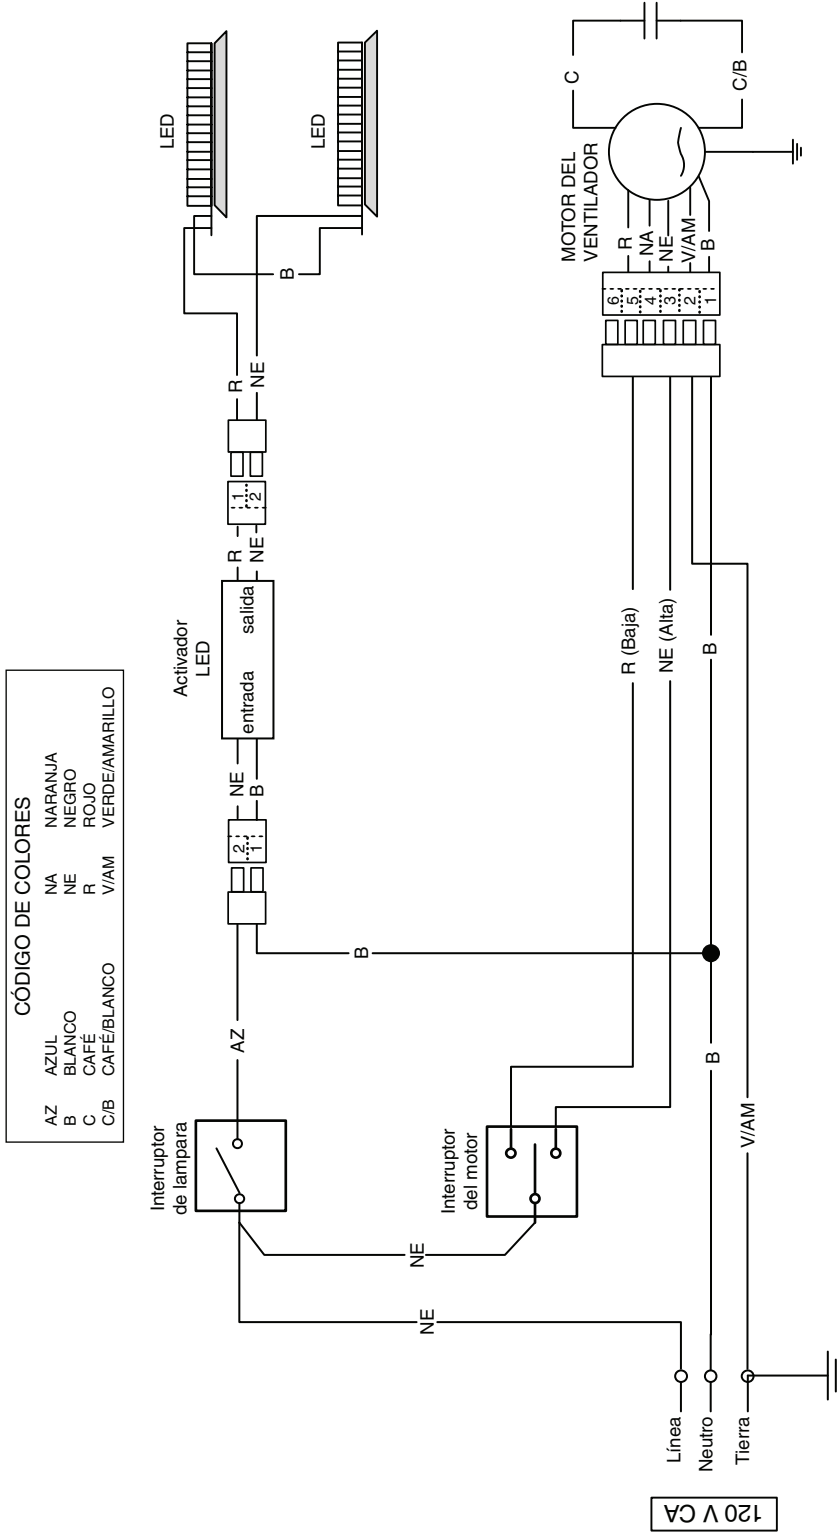 CÓDIGO DE COLORES
AZ AZUL NA NARANJA
B BLANCO NE NEGRO
C CAFÉ R ROJO
C/B CAFÉ/BLANCO V/AM VERDE/AMARILLO
LED
LED
B
R
NE
1
2
R
NE
Activador
LED
entrada salida
NE
B
2
1
AZ
B
Interruptor
de lampara
Interruptor
del motor
NE
NE
MOTOR DEL
VENTILADOR
C
C/B
R
NA
NE
V/AM
B
6
5
4
3
2
1
R (Baja)
NE (Alta)
B
B
V/AM
Línea
Neutro
Tierra
120 V CA